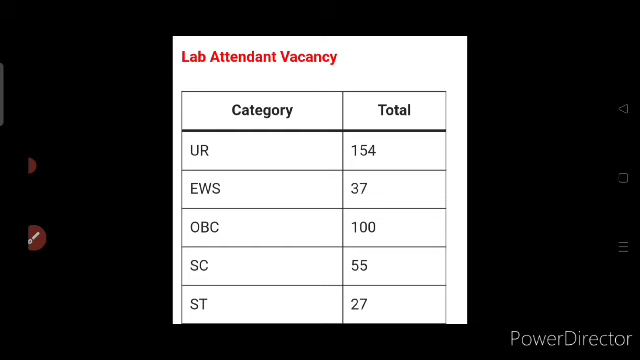 Lab Attendant Vacancy
Category Total
UR 154
EWS 37
OBC 100
SC 55
ST 27
PowerDirector